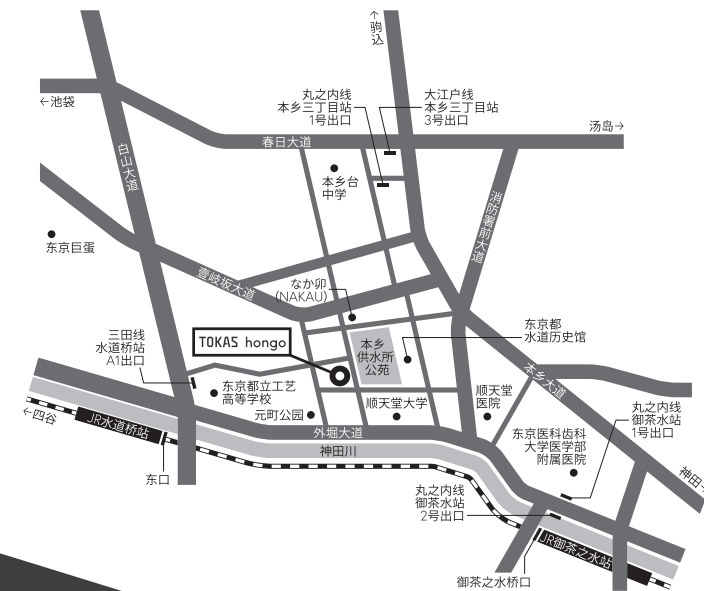 ↑駒込
←池袋
丸之内线
本乡三丁目站
1号出口
大江户线
本乡三丁目站
3号出口
汤岛→
春日大道
白山大道
本乡台
中学
消防署前大道
东京巨蛋
壹岐坂大道
なか卯
(NAKAU)
三田线
水道桥站
A1出口
TOKAS hongo
本乡
供水所
公苑
东京都
水道历史馆
东京都立工艺
高等学校
元町公园
顺天堂大学
顺天堂
医院
本乡大道
丸之内线
御茶水站
1号出口
←四谷
JR水道桥站
外堀大道
神田川
东京医科齿科
大学医学部
附属医院
东口
丸之内线
御茶水站
2号出口
神田
JR御茶之水站
御茶之水桥口